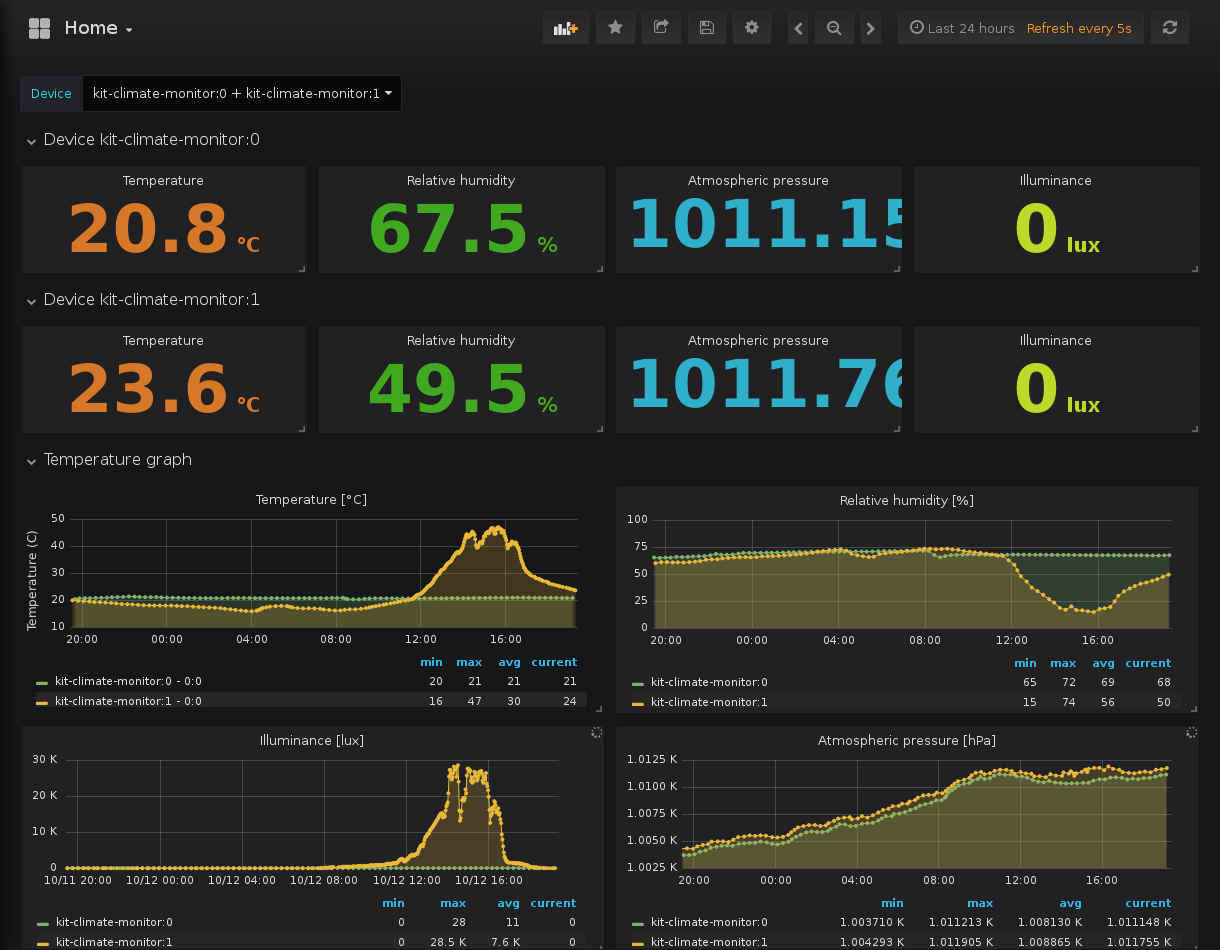 Home
Last 24 hours Refresh every 5s
Device kit-climate-monitor:0 + kit-climate-monitor:1
Device kit-climate-monitor:0
Temperature Relative humidity Atmospheric pressure Illuminance
20.8 °C 67.5 % 1011.15 0 lux
Device kit-climate-monitor:1
Temperature Relative humidity Atmospheric pressure Illuminance
23.6 °C 49.5 % 1011.76 0 lux
Temperature graph
Temperature [°C]
Temperature (C)
50
40
30
20
10
20:00 00:00 04:00 08:00 12:00 16:00
min max avg current
kit-climate-monitor:0 - 0:0 20 21 21 21
kit-climate-monitor:1 - 0:0 16 47 30 24
Relative humidity [%]
100
75
50
25
0
20:00 00:00 04:00 08:00 12:00 16:00
min max avg current
kit-climate-monitor:0 65 72 69 68
kit-climate-monitor:1 15 74 56 50
Illuminance [lux]
30 K
20 K
10 K
0
10/11 20:00 10/12 00:00 10/12 04:00 10/12 08:00 10/12 12:00 10/12 16:00
min max avg current
kit-climate-monitor:0 0 28 11 0
kit-climate-monitor:1 0 28.5 K 7.6 K 0
Atmospheric pressure [hPa]
1.0125 K
1.0100 K
1.0075 K
1.0050 K
1.0025 K
20:00 00:00 04:00 08:00 12:00 16:00
min max avg current
kit-climate-monitor:0 1.003710 K 1.011213 K 1.008130 K 1.011148 K
kit-climate-monitor:1 1.004293 K 1.011905 K 1.008865 K 1.011755 K